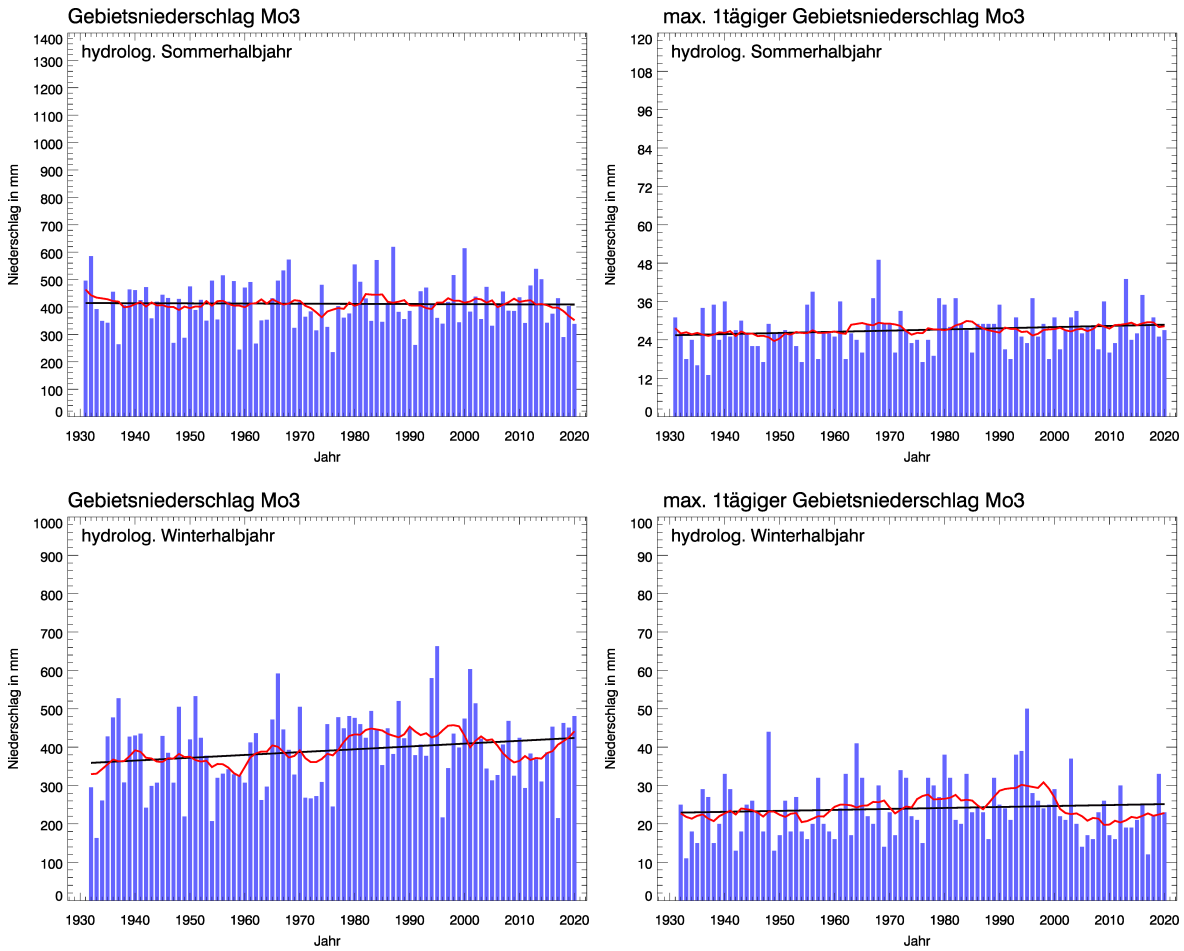 Gebietsniederschlag Mo3
hydrolog. Sommerhalbjahr
Niederschlag in mm
1400
1300
1200
1100
1000
900
800
700
600
500
400
300
200
100
0
1930 1940 1950 1960 1970 1980 1990 2000 2010 2020
Jahr
max. 1tägiger Gebietsniederschlag Mo3
hydrolog. Sommerhalbjahr
Niederschlag in mm
120
108
96
84
72
60
48
36
24
12
0
1930 1940 1950 1960 1970 1980 1990 2000 2010 2020
Jahr
Gebietsniederschlag Mo3
hydrolog. Winterhalbjahr
Niederschlag in mm
1000
900
800
700
600
500
400
300
200
100
0
1930 1940 1950 1960 1970 1980 1990 2000 2010 2020
Jahr
max. 1tägiger Gebietsniederschlag Mo3
hydrolog. Winterhalbjahr
Niederschlag in mm
100
90
80
70
60
50
40
30
20
10
0
1930 1940 1950 1960 1970 1980 1990 2000 2010 2020
Jahr